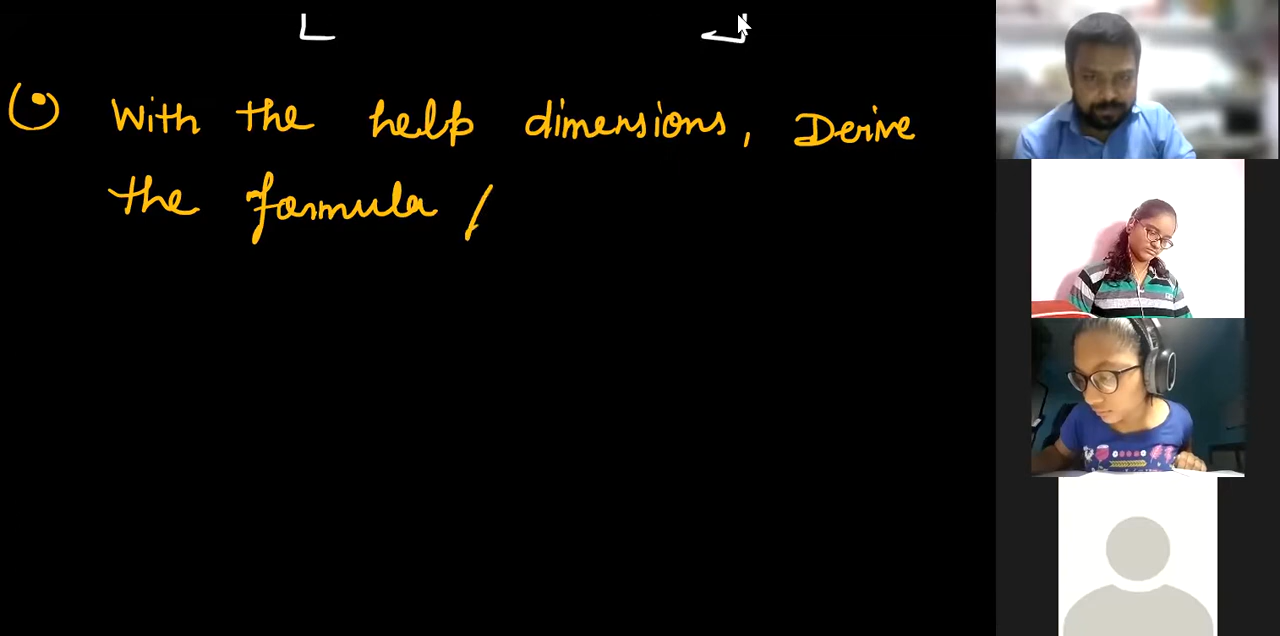 With the help dimensions, Derive
the formula /